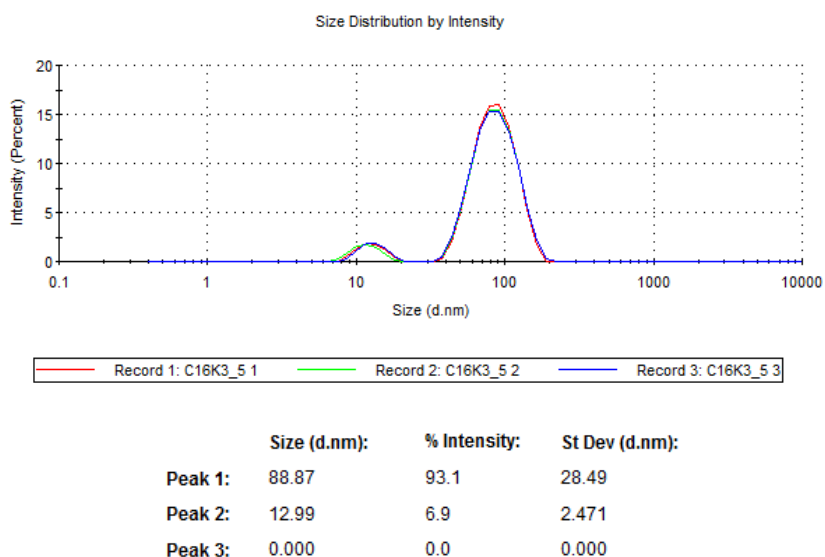 Size Distribution by Intensity
20
15
10
5
0
Intensity (Percent)
0.1 1 10 100 1000 10000
Size (d.nm)
Record 1: C16K3_5 1 Record 2: C16K3_5 2 Record 3: C16K3_5 3
Size (d.nm): % Intensity: St Dev (d.nm):
Peak 1: 88.87 93.1 28.49
Peak 2: 12.99 6.9 2.471
Peak 3: 0.000 0.0 0.000